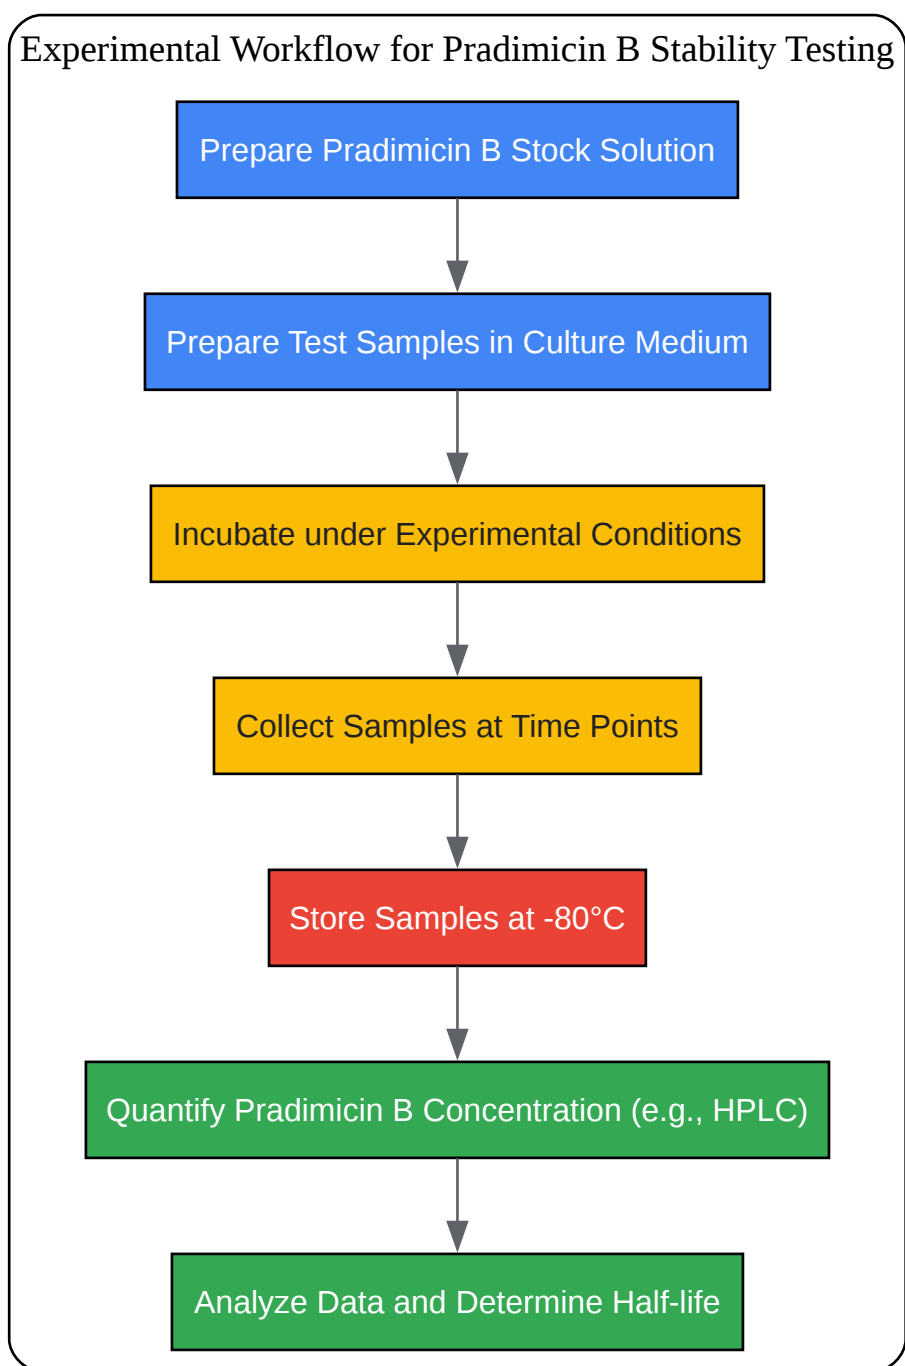 Experimental Workflow for Pradimicin B Stability Testing
Prepare Pradimicin B Stock Solution
Prepare Test Samples in Culture Medium
Incubate under Experimental Conditions
Collect Samples at Time Points
Store Samples at -80°C
Quantify Pradimicin B Concentration (e.g., HPLC)
Analyze Data and Determine Half-life